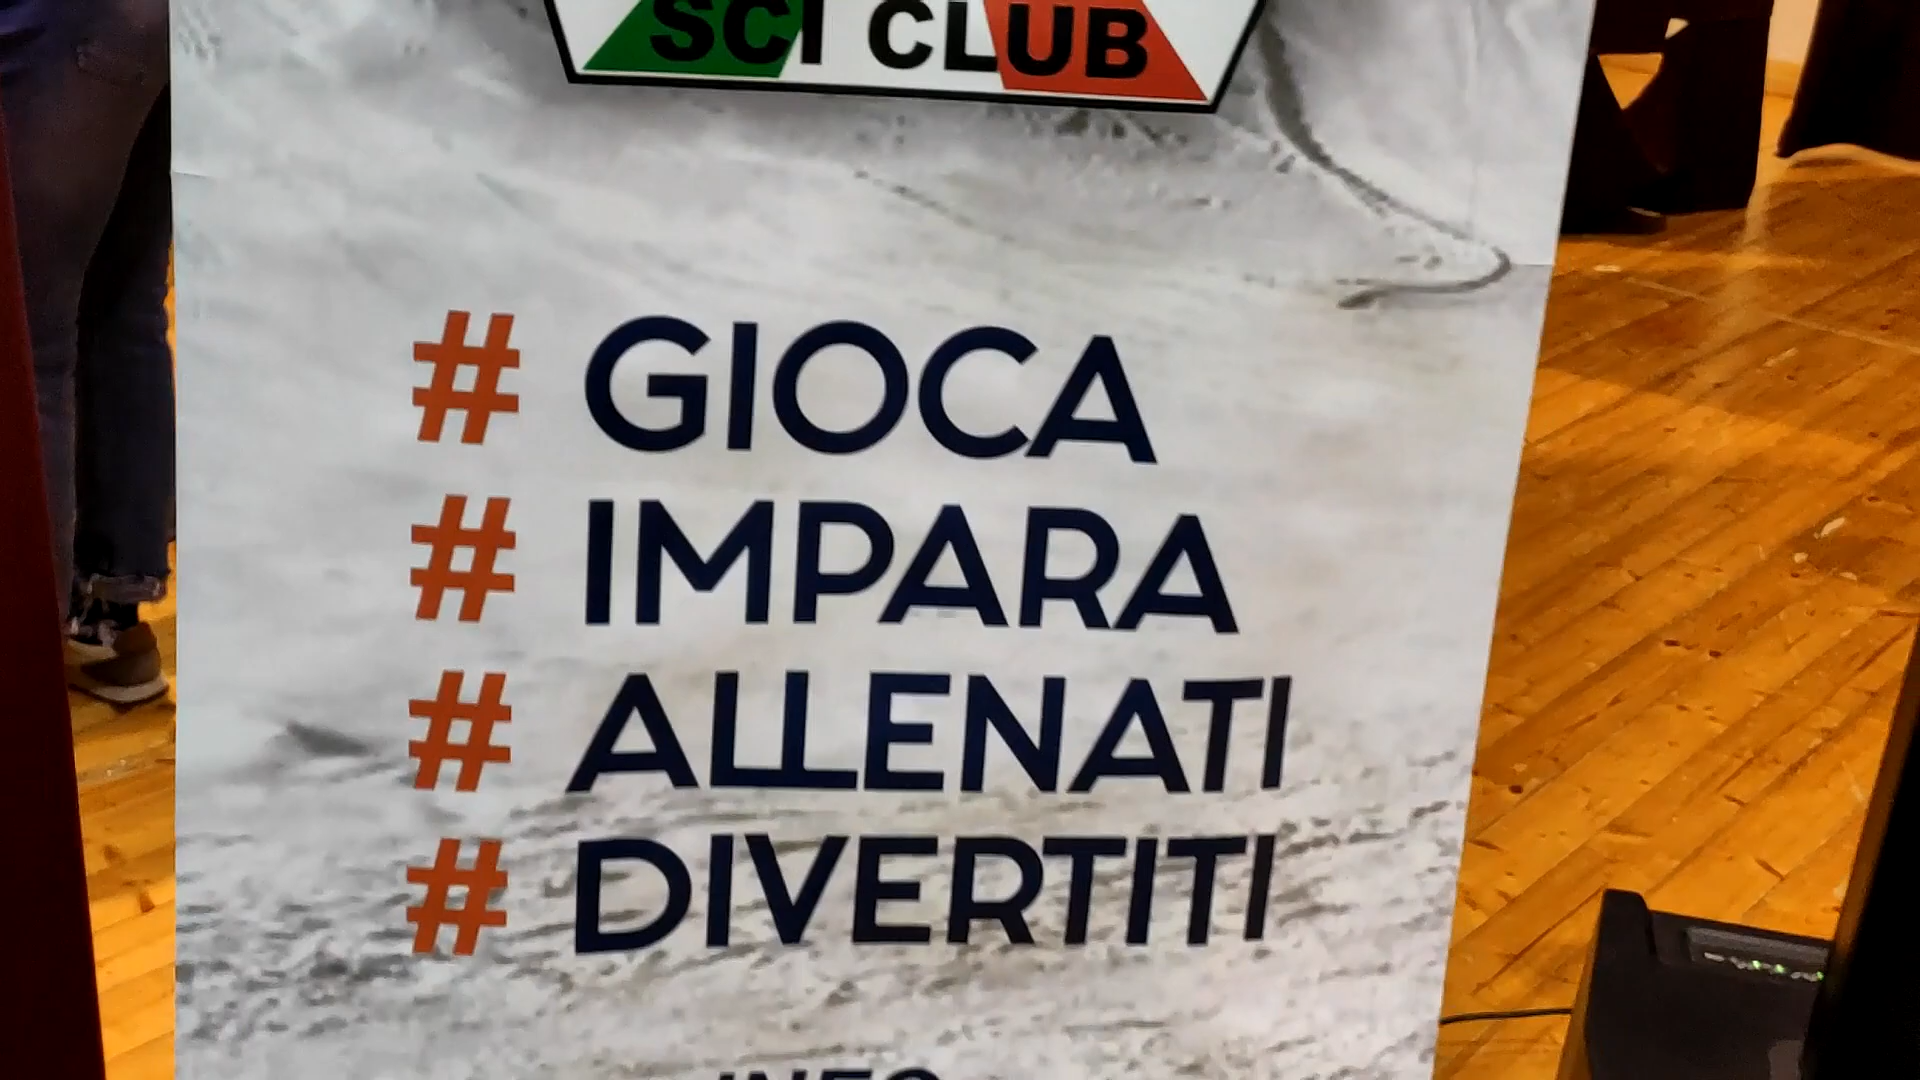 SCI CLUB
# GIOCA
# IMPARA
# ALLENATI
# DIVERTITI